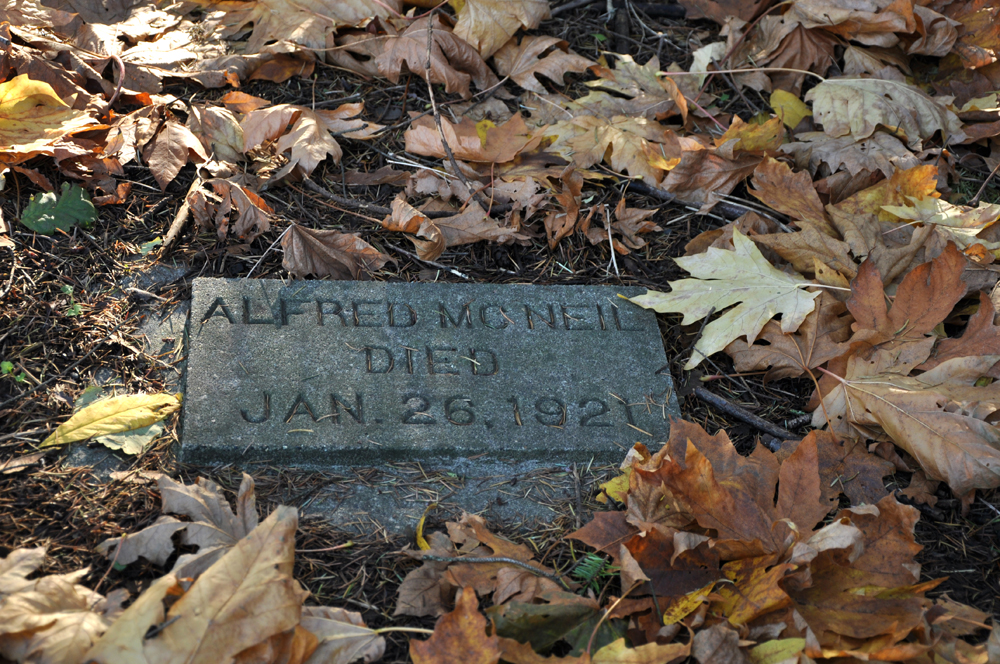 ALFRED MCNEIL
DIED
JAN. 26, 1921